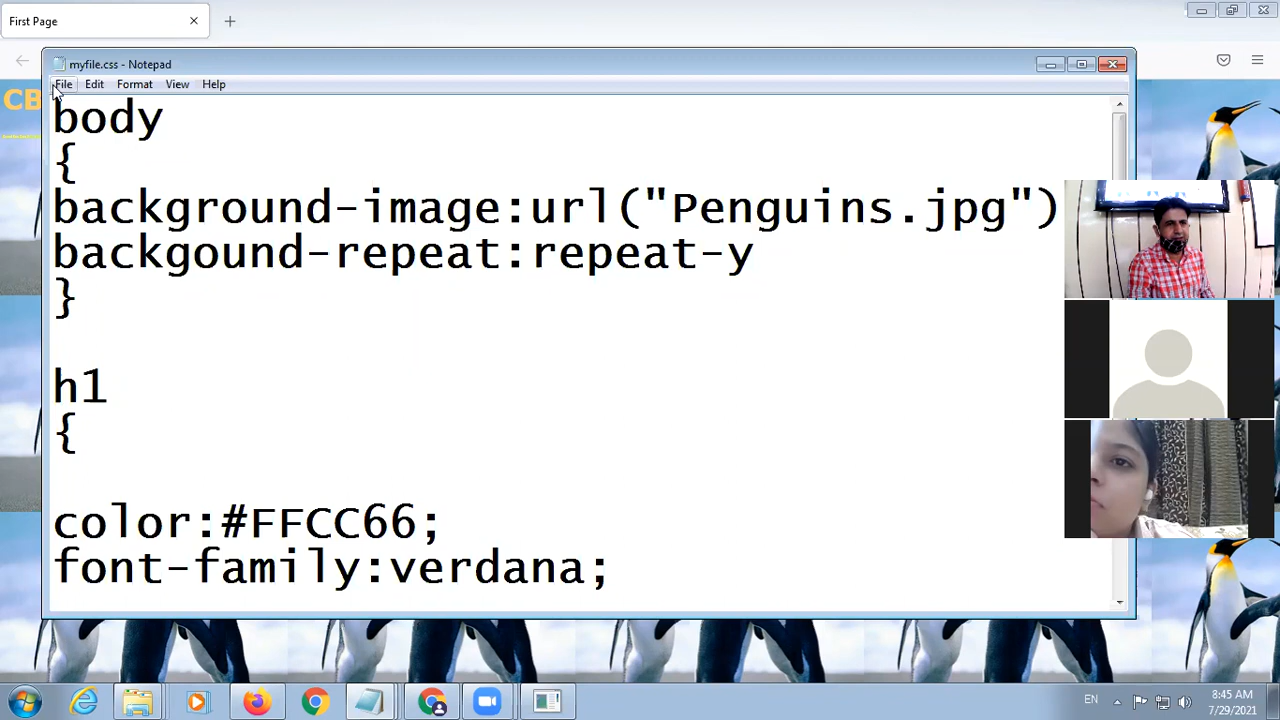 First Page
myfile.css - Notepad
File Edit Format View Help
CB
body
{
background-image:url("Penguins.jpg")
backgound-repeat:repeat-y
}
h1
{
color:#FFCC66;
font-family:verdana;
EN
8:45 AM
7/29/2021